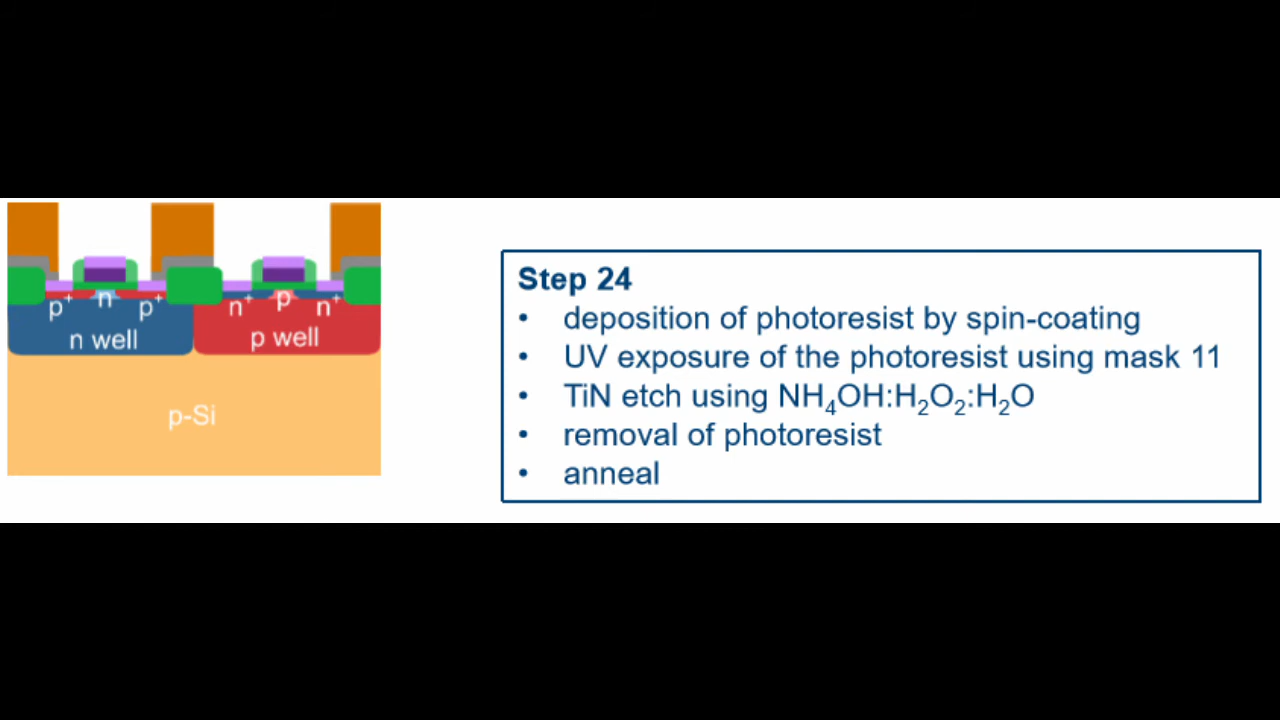 p⁺ n p⁺ n⁺ p n⁺
n well p well
p-Si
Step 24
• deposition of photoresist by spin-coating
• UV exposure of the photoresist using mask 11
• TiN etch using NH₄OH:H₂O₂:H₂O
• removal of photoresist
• anneal